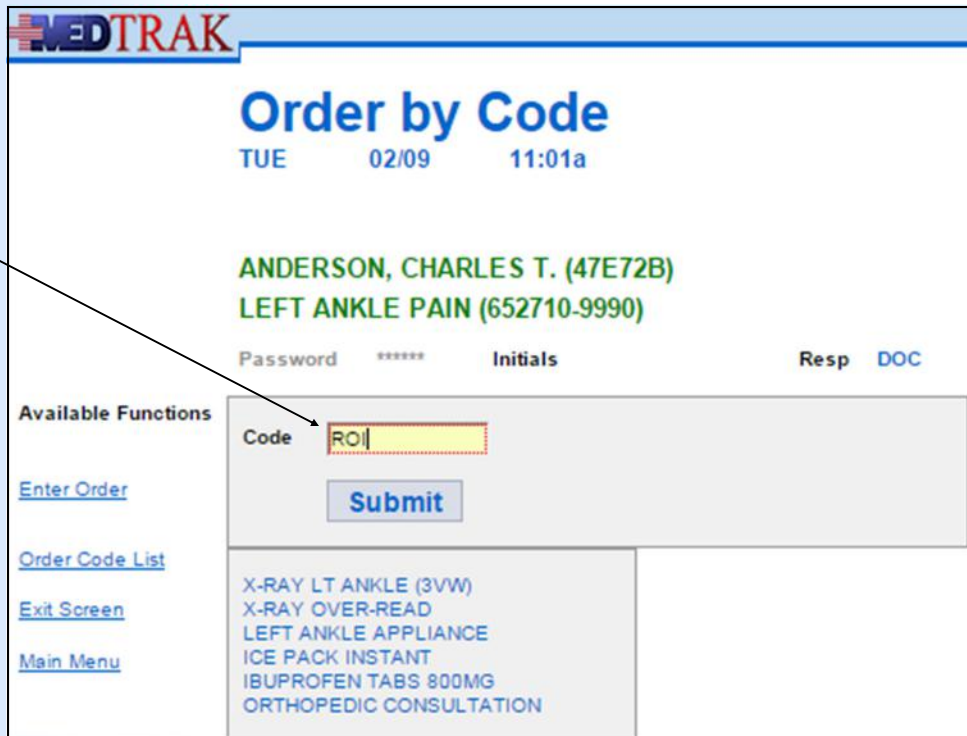 MEDTRAK
Order by Code
TUE 02/09 11:01a
ANDERSON, CHARLES T. (47E72B)
LEFT ANKLE PAIN (652710-9990)
Password ****** Initials Resp DOC
Available Functions
Code ROI
Enter Order
Submit
Order Code List
Exit Screen
Main Menu
X-RAY LT ANKLE (3VW)
X-RAY OVER-READ
LEFT ANKLE APPLIANCE
ICE PACK INSTANT
IBUPROFEN TABS 800MG
ORTHOPEDIC CONSULTATION